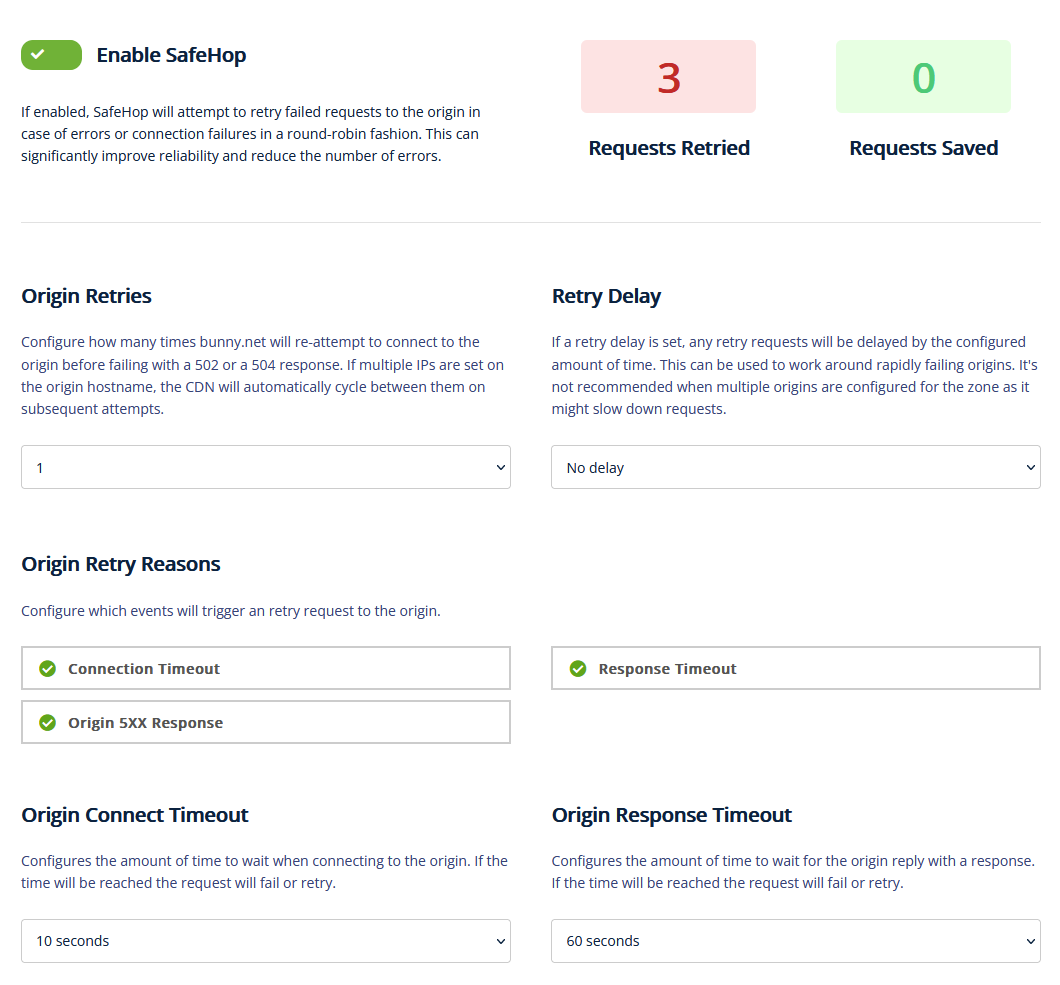 Enable SafeHop
If enabled, SafeHop will attempt to retry failed requests to the origin in
case of errors or connection failures in a round-robin fashion. This can
significantly improve reliability and reduce the number of errors.
3
Requests Retried
0
Requests Saved
Origin Retries
Configure how many times bunny.net will re-attempt to connect to the
origin before failing with a 502 or a 504 response. If multiple IPs are set on
the origin hostname, the CDN will automatically cycle between them on
subsequent attempts.
1
Retry Delay
If a retry delay is set, any retry requests will be delayed by the configured
amount of time. This can be used to work around rapidly failing origins. It's
not recommended when multiple origins are configured for the zone as it
might slow down requests.
No delay
Origin Retry Reasons
Configure which events will trigger an retry request to the origin.
Connection Timeout
Response Timeout
Origin 5XX Response
Origin Connect Timeout
Configures the amount of time to wait when connecting to the origin. If the
time will be reached the request will fail or retry.
10 seconds
Origin Response Timeout
Configures the amount of time to wait for the origin reply with a response.
If the time will be reached the request will fail or retry.
60 seconds